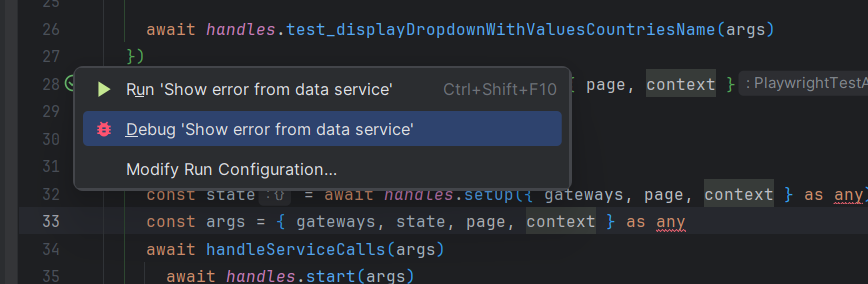 25
26 await handles.test_displayDropdownWithValuesCountriesName(args)
27 })
28 { page, context } : PlaywrightTestA
Run 'Show error from data service' Ctrl+Shift+F10
29
Debug 'Show error from data service'
30
31
Modify Run Configuration...
32 const state : {} = await handles.setup({ gateways, page, context } as any)
33 const args = { gateways, state, page, context } as any
34 await handleServiceCalls(args)
35 await handles.start(args)